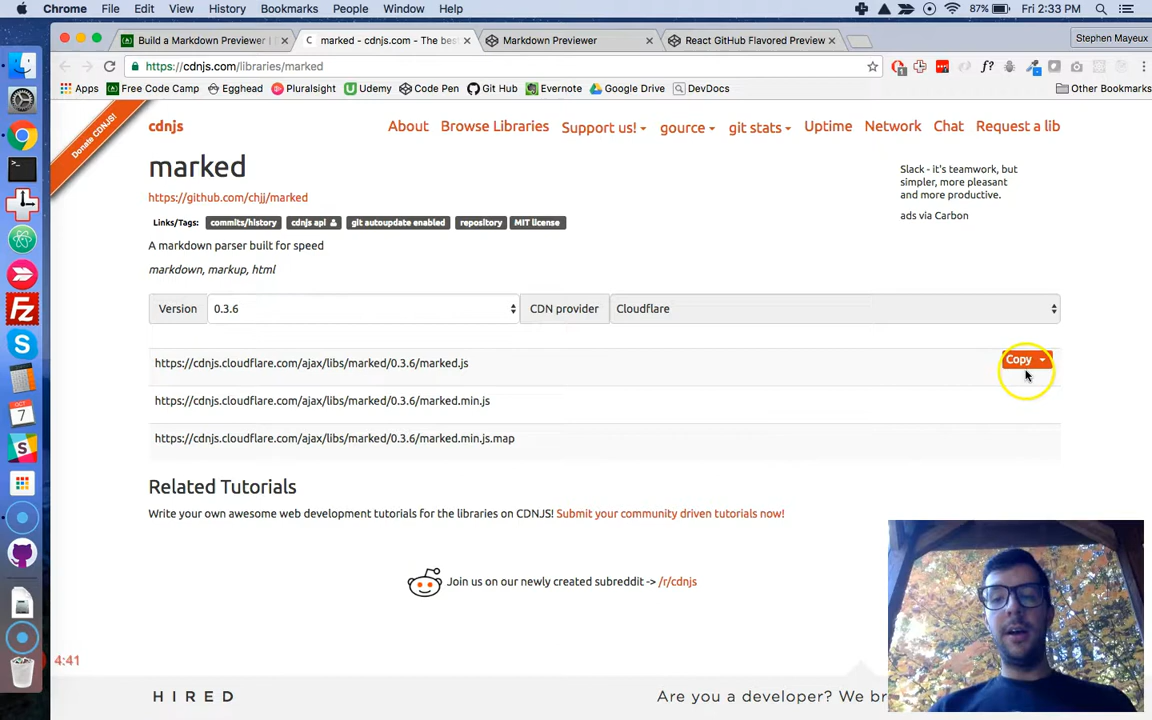 Chrome File Edit View History Bookmarks People Window Help 87% Fri 2:33 PM
Build a Markdown Previewer | marked - cdnjs.com - The bes Markdown Previewer React GitHub Flavored Preview Stephen Mayeux
https://cdnjs.com/libraries/marked
Apps Free Code Camp Egghead Pluralsight Udemy Code Pen Git Hub Evernote Google Drive DevDocs Other Bookmarks
Donate CDNJS!
cdnjs About Browse Libraries Support us! gource git stats Uptime Network Chat Request a lib
marked
https://github.com/chjj/marked
Links/Tags: commits/history cdnjs api git autoupdate enabled repository MIT license
A markdown parser built for speed
markdown, markup, html
Slack - it's teamwork, but
simpler, more pleasant
and more productive.
ads via Carbon
Version 0.3.6 CDN provider Cloudflare
https://cdnjs.cloudflare.com/ajax/libs/marked/0.3.6/marked.js Copy
https://cdnjs.cloudflare.com/ajax/libs/marked/0.3.6/marked.min.js
https://cdnjs.cloudflare.com/ajax/libs/marked/0.3.6/marked.min.js.map
Related Tutorials
Write your own awesome web development tutorials for the libraries on CDNJS! Submit your community driven tutorials now!
Join us on our newly created subreddit -> /r/cdnjs
4:41
HIRED Are you a developer? We br